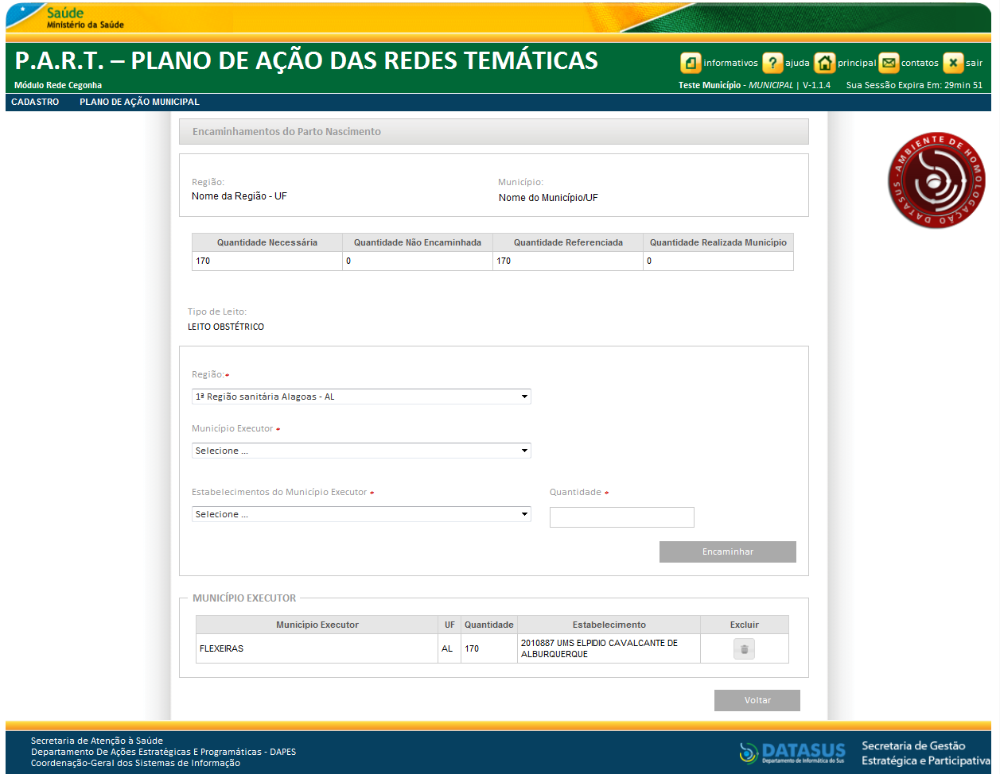 Saúde
Ministério da Saúde
P.A.R.T. – PLANO DE AÇÃO DAS REDES TEMÁTICAS
informativos ajuda principal contatos sair
Módulo Rede Cegonha
Teste Município - MUNICIPAL | V-1.1.4 Sua Sessão Expira Em: 29min 51
CADASTRO PLANO DE AÇÃO MUNICIPAL
Encaminhamentos do Parto Nascimento
AMBIENTE DE HOMOLOGAÇÃO DATASUS -
Região: Município:
Nome da Região - UF Nome do Município/UF
Quantidade Necessária Quantidade Não Encaminhada Quantidade Referenciada Quantidade Realizada Município
170 0 170 0
Tipo de Leito:
LEITO OBSTÉTRICO
Região:*
1ª Região sanitária Alagoas - AL
Município Executor *
Selecione ...
Estabelecimentos do Município Executor * Quantidade *
Selecione ...
Encaminhar
MUNICÍPIO EXECUTOR
Município Executor UF Quantidade Estabelecimento Excluir
FLEXEIRAS AL 170 2010887 UMS ELPIDIO CAVALCANTE DE
ALBURQUERQUE
Voltar
Secretaria de Atenção à Saúde
Departamento De Ações Estratégicas E Programáticas - DAPES
Coordenação-Geral dos Sistemas de Informação
DATASUS
Departamento de Informática do Sus
Secretaria de Gestão
Estratégica e Participativa